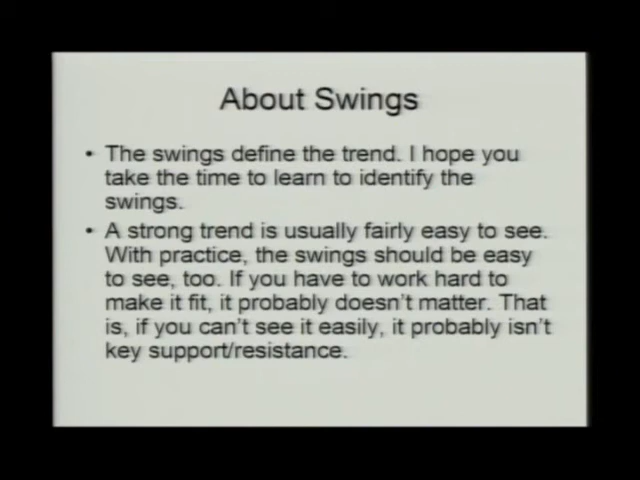 About Swings
• The swings define the trend. I hope you
take the time to learn to identify the
swings.
• A strong trend is usually fairly easy to see.
With practice, the swings should be easy
to see, too. If you have to work hard to
make it fit, it probably doesn't matter. That
is, if you can't see it easily, it probably isn't
key support/resistance.